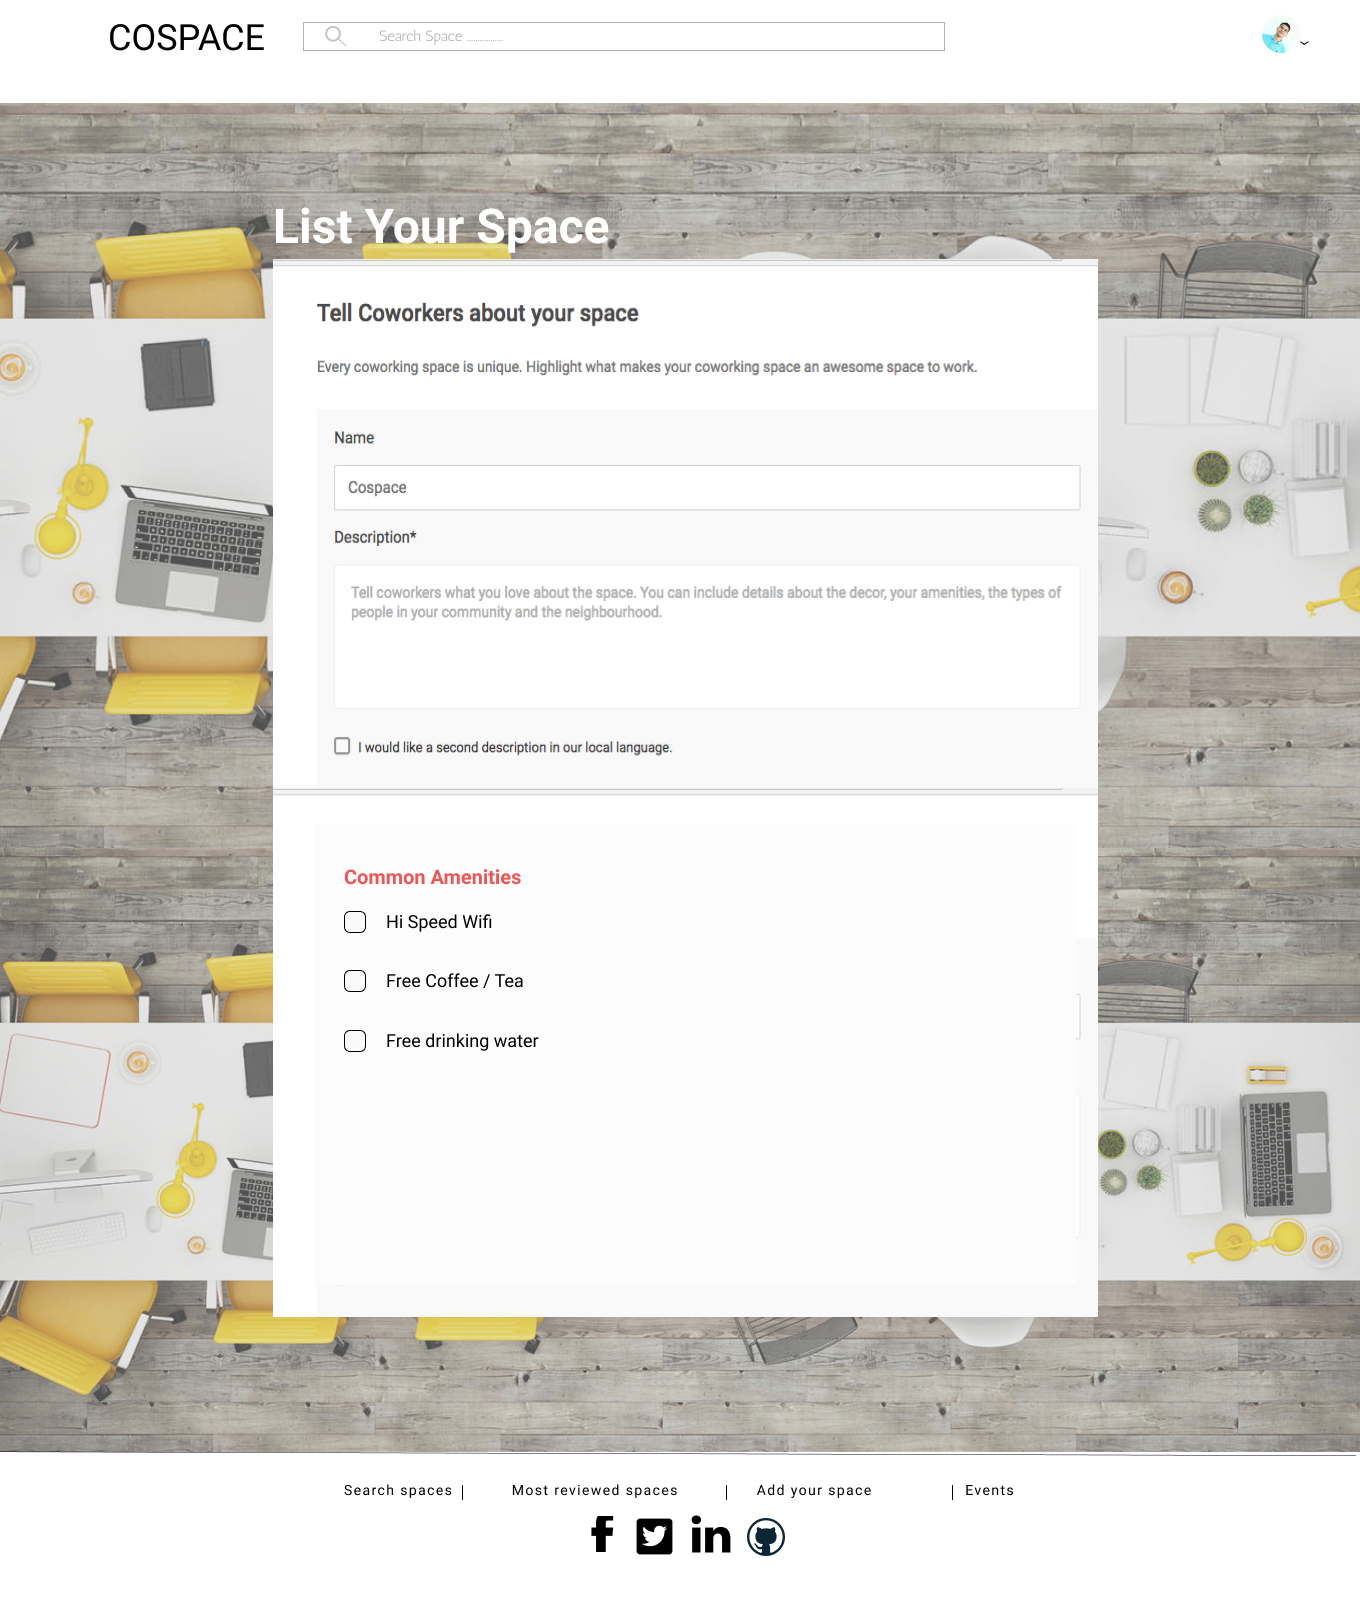 COSPACE
Search Space ..................
List Your Space
Tell Coworkers about your space
Every coworking space is unique. Highlight what makes your coworking space an awesome space to work.
Name
Cospace
Description*
Tell coworkers what you love about the space. You can include details about the decor, your amenities, the types of
people in your community and the neighbourhood.
I would like a second description in our local language.
Common Amenities
Hi Speed Wifi
Free Coffee / Tea
Free drinking water
Search spaces | Most reviewed spaces | Add your space | Events